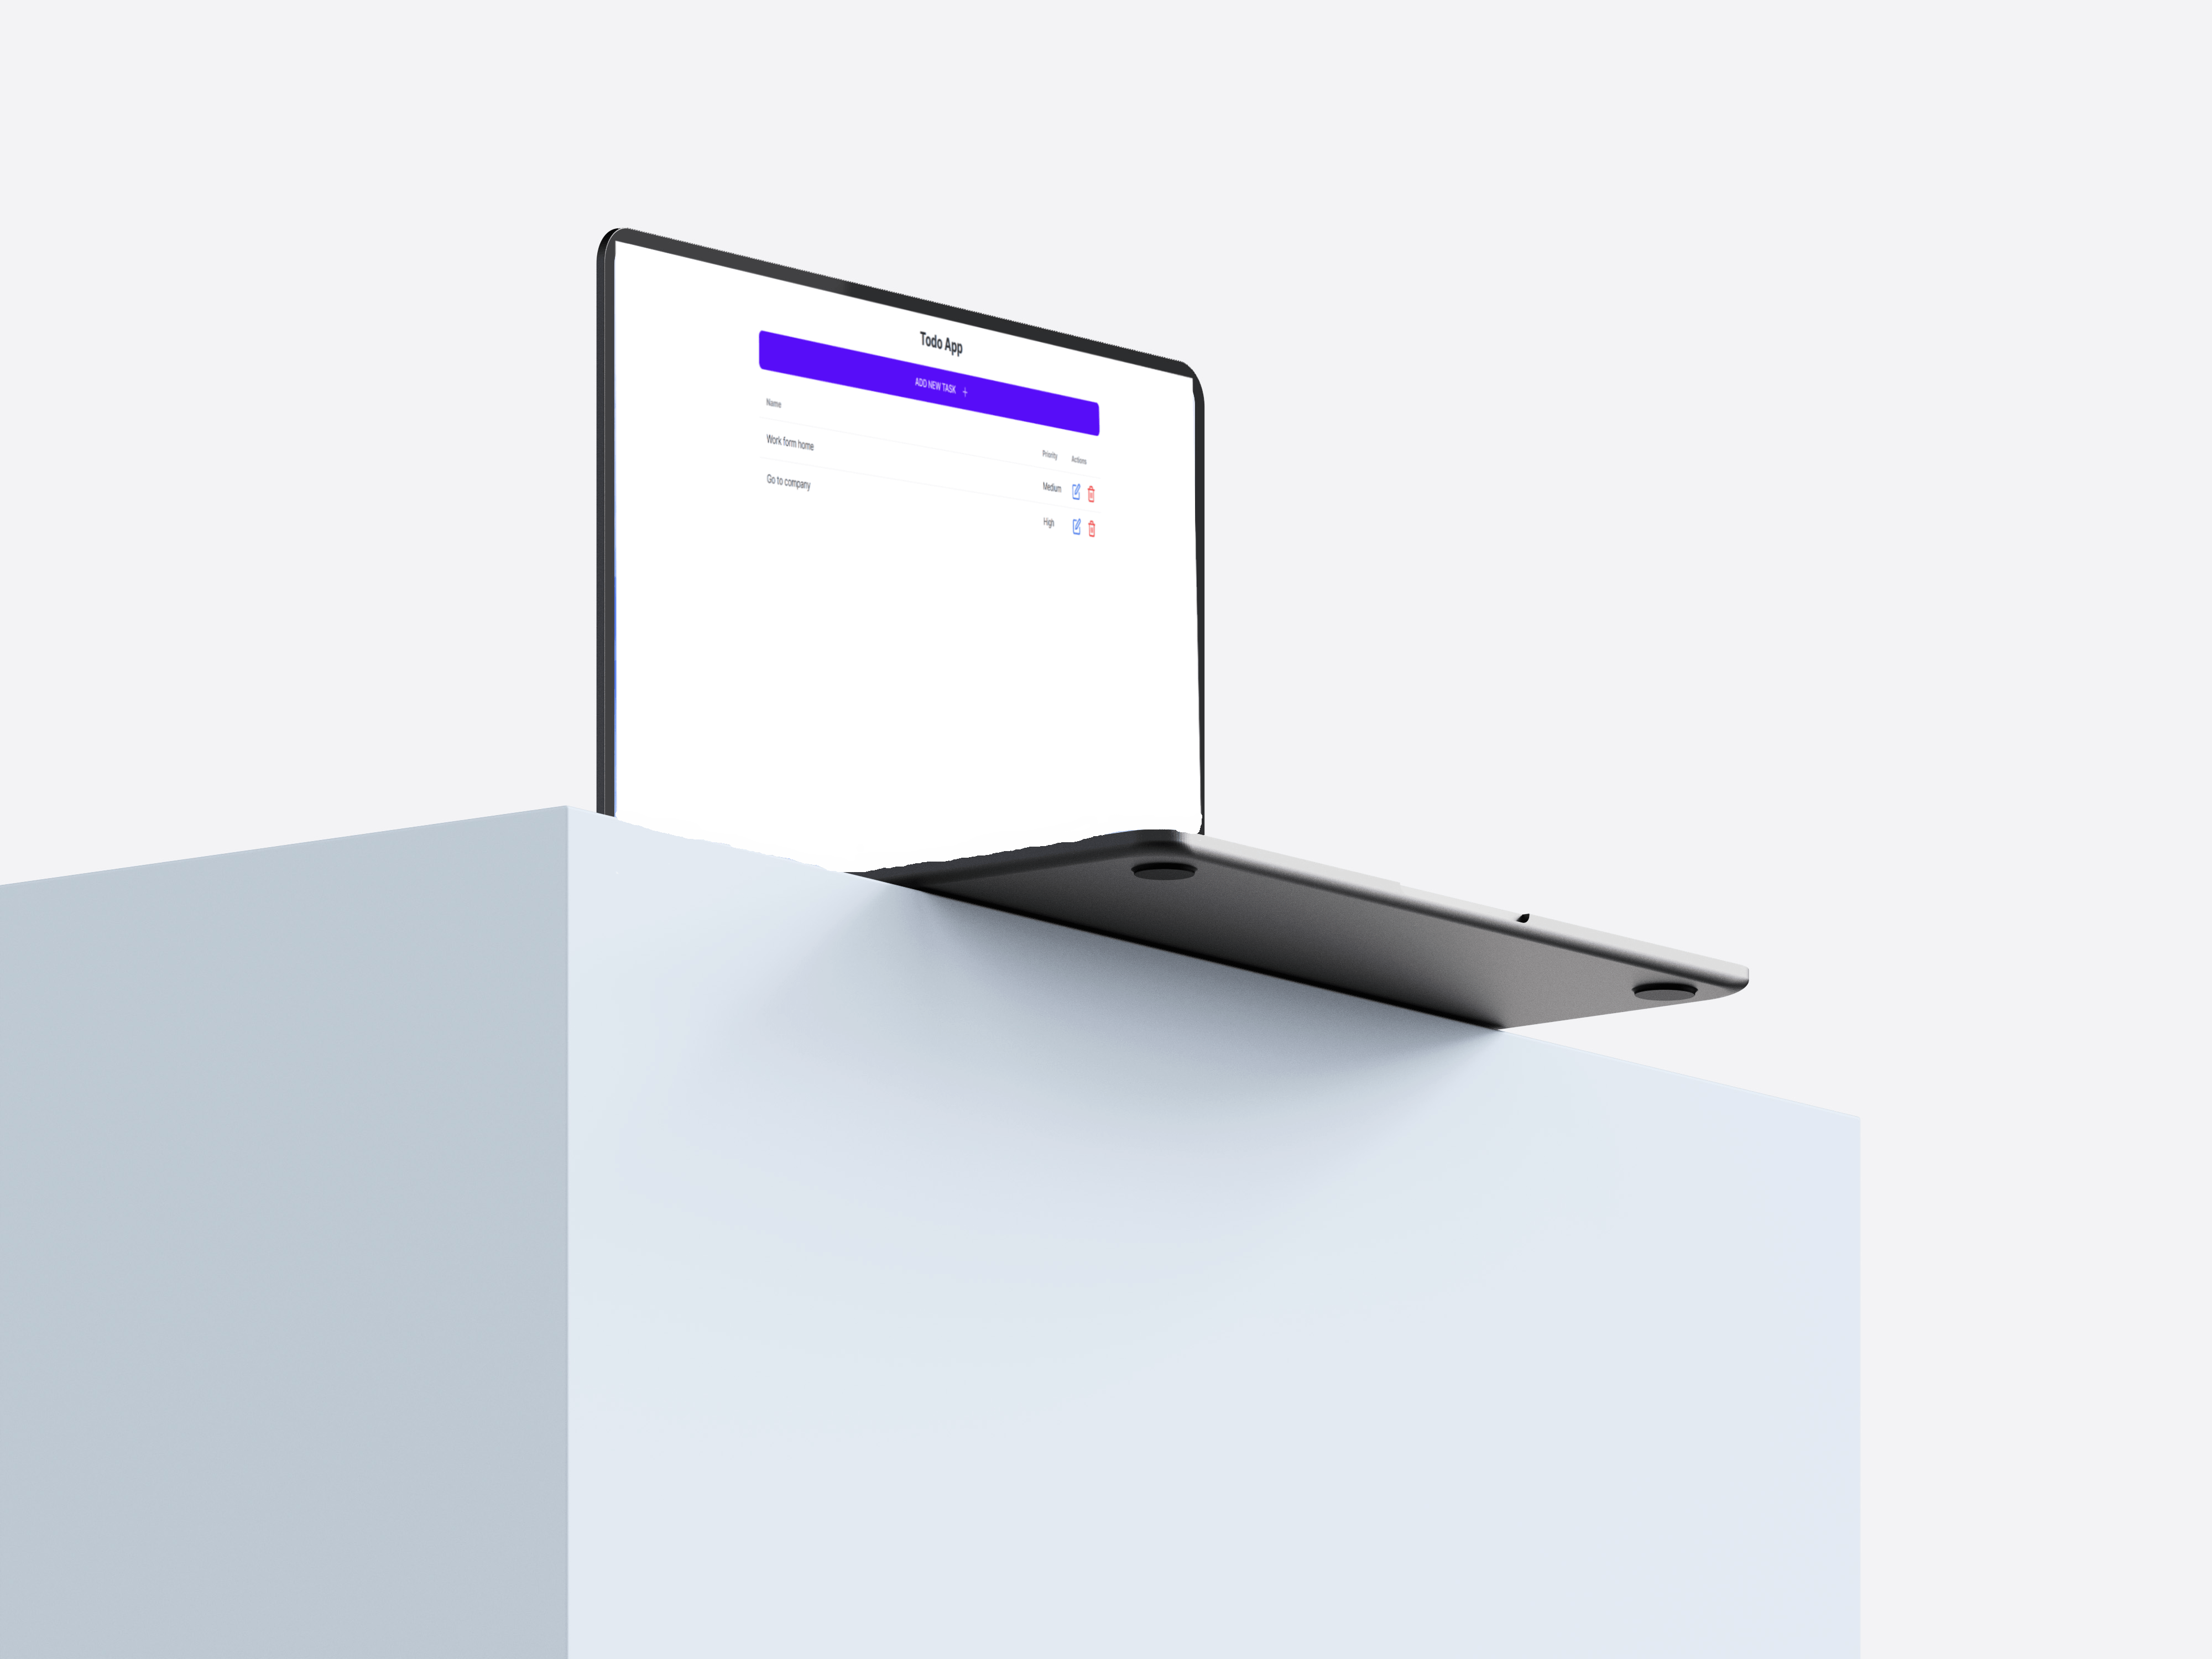 Todo App
ADD NEW TASK +
Name Priority Actions
Work form home Medium
Go to company High